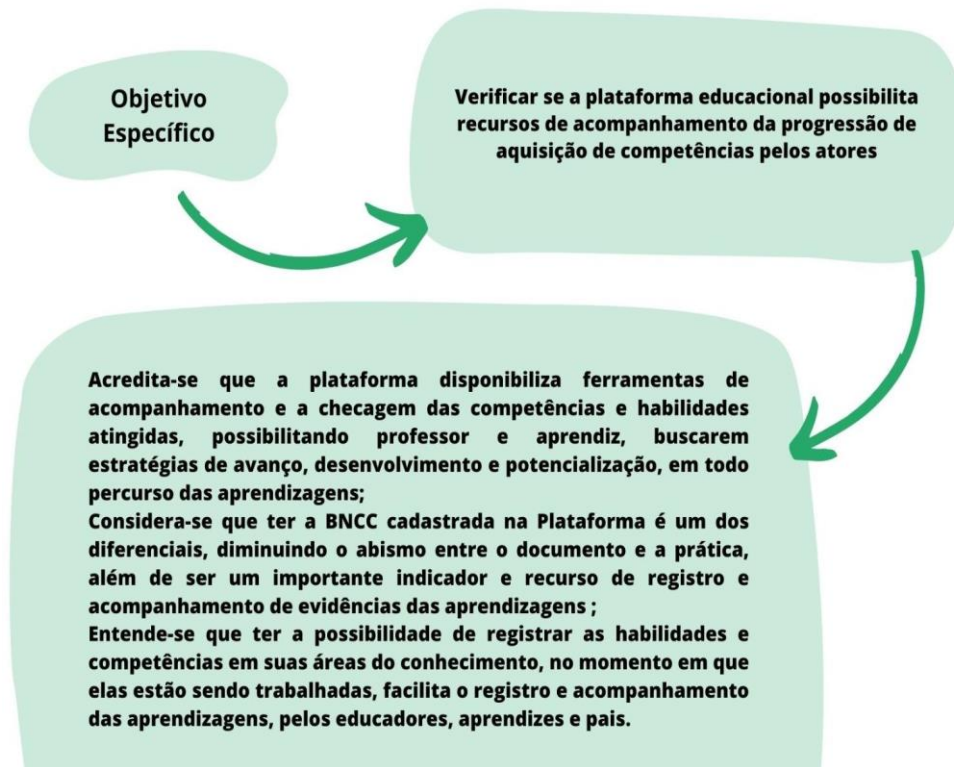 Objetivo
Específico
Verificar se a plataforma educacional possibilita
recursos de acompanhamento da progressão de
aquisição de competências pelos atores
Acredita-se que a plataforma disponibiliza ferramentas de
acompanhamento e a checagem das competências e habilidades
atingidas, possibilitando professor e aprendiz, buscarem
estratégias de avanço, desenvolvimento e potencialização, em todo
percurso das aprendizagens;
Considera-se que ter a BNCC cadastrada na Plataforma é um dos
diferenciais, diminuindo o abismo entre o documento e a prática,
além de ser um importante indicador e recurso de registro e
acompanhamento de evidências das aprendizagens ;
Entende-se que ter a possibilidade de registrar as habilidades e
competências em suas áreas do conhecimento, no momento em que
elas estão sendo trabalhadas, facilita o registro e acompanhamento
das aprendizagens, pelos educadores, aprendizes e pais.